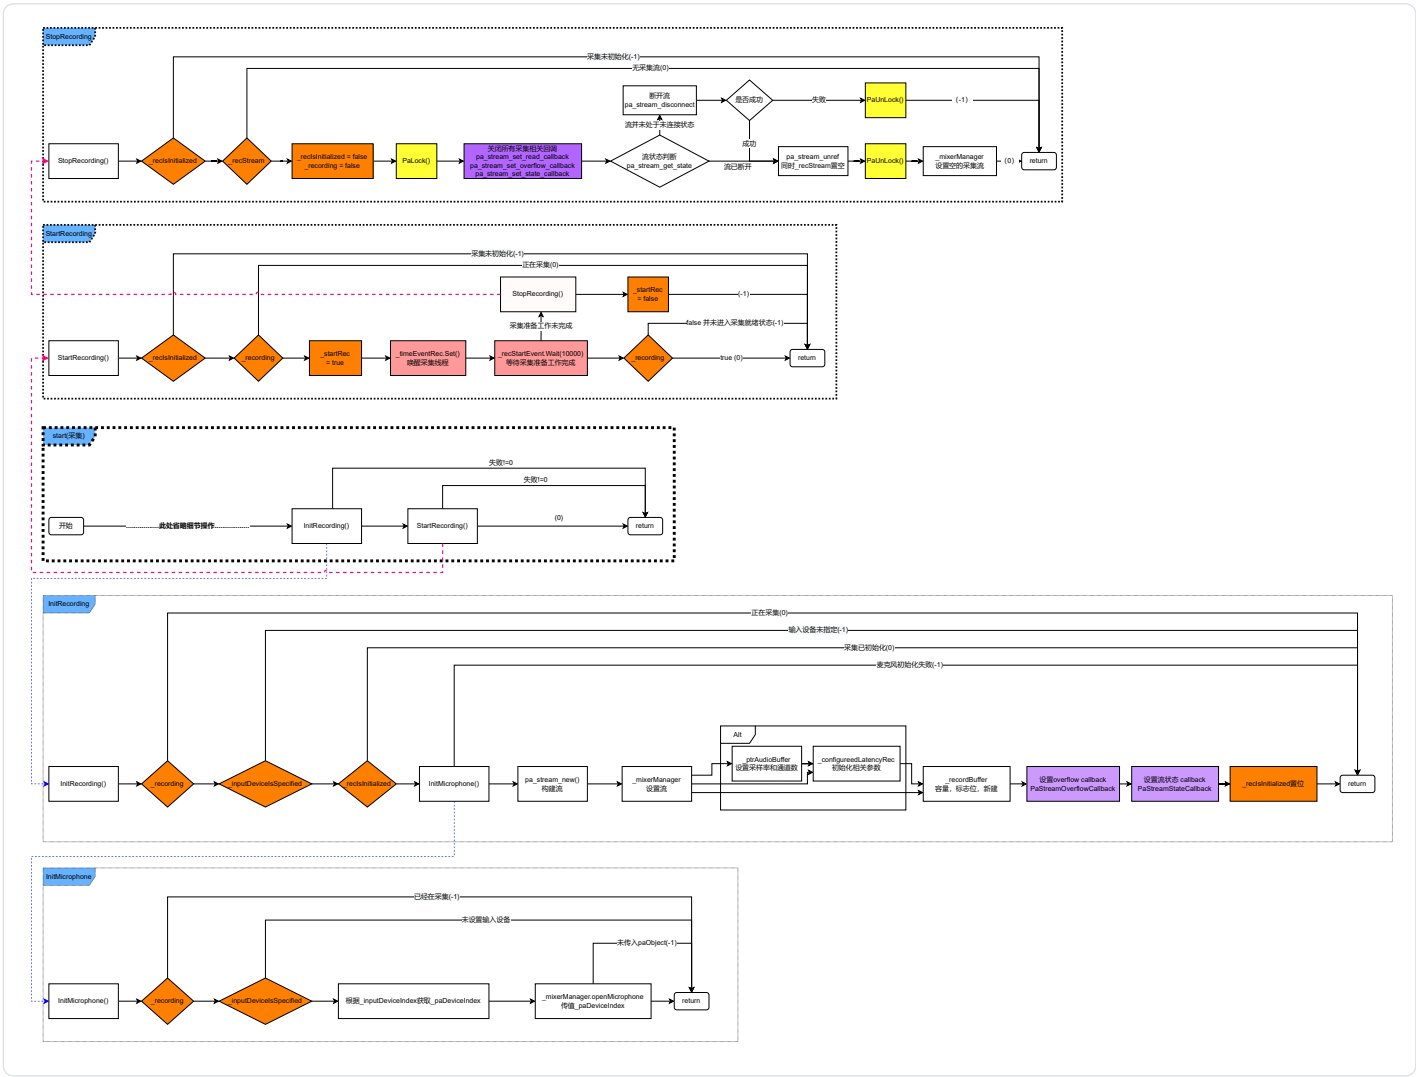 StopRecording
采集未初始化(-1)
无采集流(0)
断开流
pa_stream_disconnect
是否成功
失败
PaUnLock()
(-1)
流并未处于未连接状态
成功
StopRecording()
_recIsInitialized
_recStream
_recIsInitialized = false
_recording = false
PaLock()
关闭所有采集相关回调
pa_stream_set_read_callback
pa_stream_set_overflow_callback
pa_stream_set_state_callback
流状态判断
pa_stream_get_state
流已断开
pa_stream_unref
同时_recStream置空
PaUnLock()
_mixerManager
设置空的采集流
(0)
return
StartRecording
采集未初始化(-1)
正在采集(0)
StopRecording()
_startRec
= false
(-1)
采集准备工作未完成
false 并未进入采集就绪状态(-1)
StartRecording()
_recIsInitialized
_recording
_startRec
= true
_timeEventRec.Set()
唤醒采集线程
_recStartEvent.Wait(10000)
等待采集准备工作完成
_recording
true (0)
return
start(采集)
失败!=0
失败!=0
开始
此处省略细节操作
InitRecording()
StartRecording()
(0)
return
InitRecording
正在采集(0)
输入设备未指定(-1)
采集已初始化(0)
麦克风初始化失败(-1)
Alt
InitRecording()
_recording
_inputDeviceIsSpecified
_recIsInitialized
InitMicrophone()
pa_stream_new()
构建流
_mixerManager
设置流
_ptrAudioBuffer
设置采样率和通道数
_configureedLatencyRec
初始化相关参数
_recordBuffer
容量，标志位，新建
设置overflow callback
PaStreamOverflowCallback
设置流状态 callback
PaStreamStateCallback
_recIsInitialized置位
return
InitMicrophone
已经在采集(-1)
未设置输入设备
未传入paObject(-1)
InitMicrophone()
_recording
_inputDeviceIsSpecified
根据_inputDeviceIndex获取_paDeviceIndex
_mixerManager.openMicrophone
传值_paDeviceIndex
return